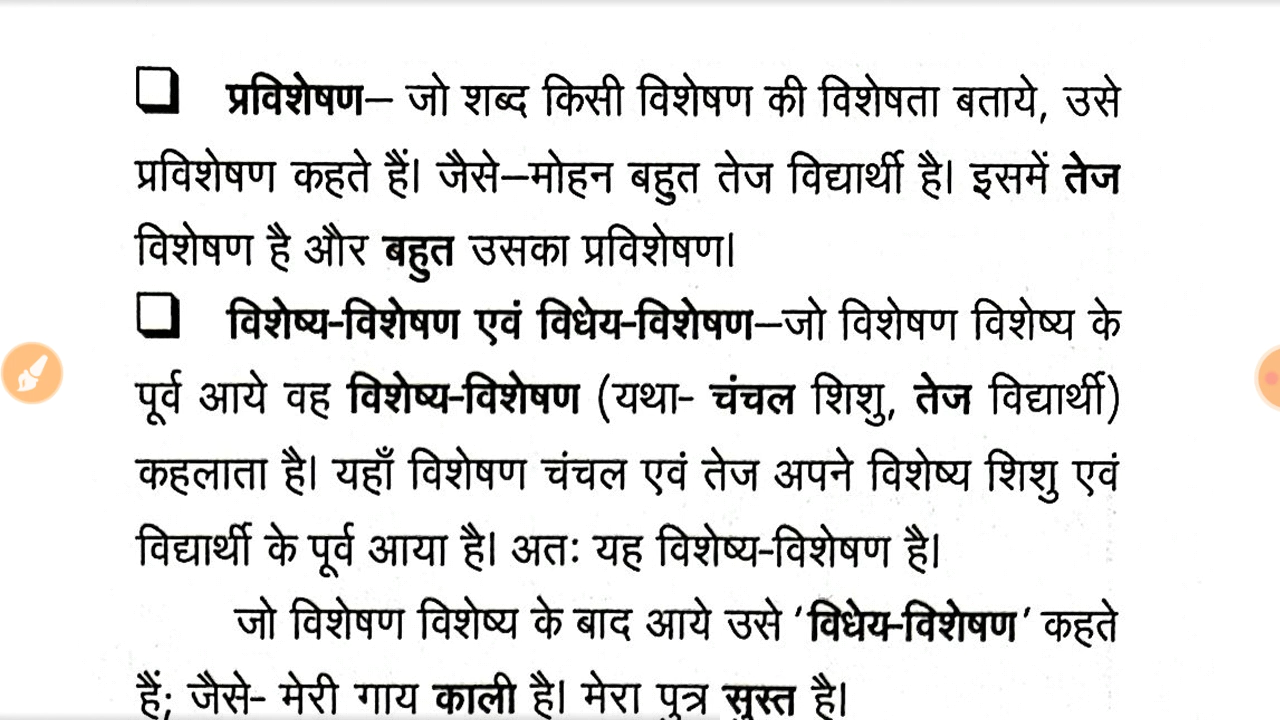 प्रविशेषण– जो शब्द किसी विशेषण की विशेषता बताये, उसे
प्रविशेषण कहते हैं। जैसे–मोहन बहुत तेज विद्यार्थी है। इसमें तेज
विशेषण है और बहुत उसका प्रविशेषण।
विशेष्य-विशेषण एवं विधेय-विशेषण–जो विशेषण विशेष्य के
पूर्व आये वह विशेष्य-विशेषण (यथा- चंचल शिशु, तेज विद्यार्थी)
कहलाता है। यहाँ विशेषण चंचल एवं तेज अपने विशेष्य शिशु एवं
विद्यार्थी के पूर्व आया है। अतः यह विशेष्य-विशेषण है।
जो विशेषण विशेष्य के बाद आये उसे ‘विधेय-विशेषण’ कहते
हैं; जैसे- मेरी गाय काली है। मेरा पुत्र सुस्त है।